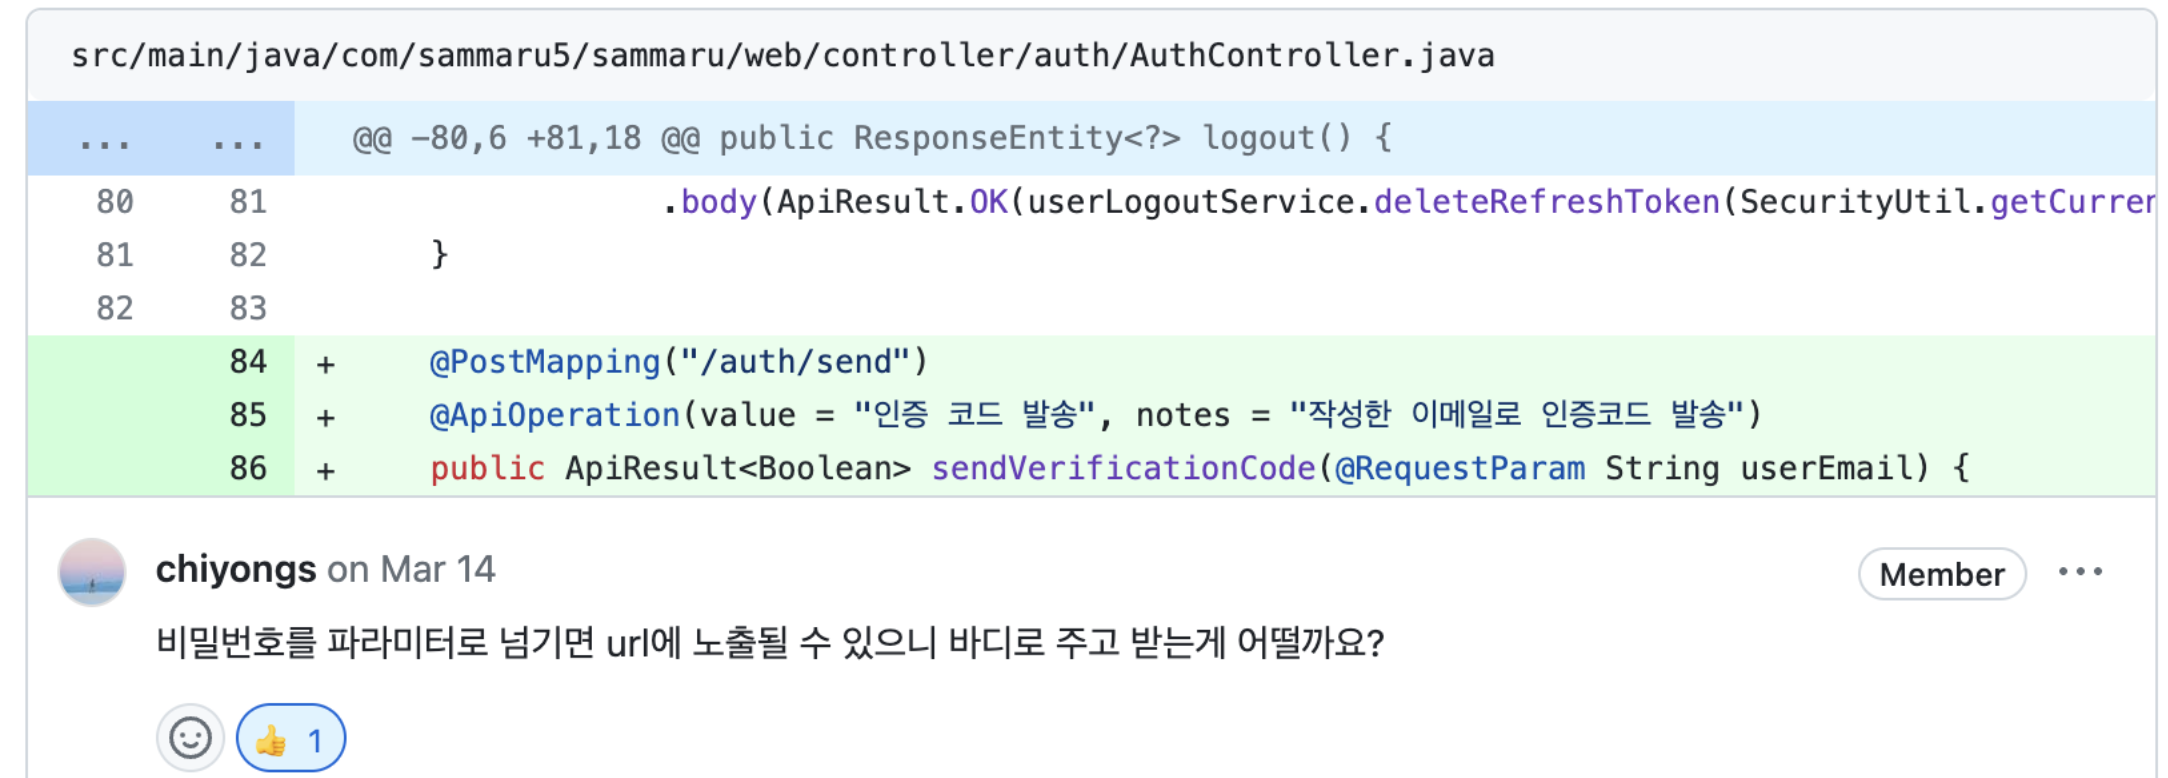 src/main/java/com/sammaru5/sammaru/web/controller/auth/AuthController.java
... ... @@ -80,6 +81,18 @@ public ResponseEntity<?> logout() {
80 81 .body(ApiResult.OK(userLogoutService.deleteRefreshToken(SecurityUtil.getCurren
81 82 }
82 83
84 + @PostMapping("/auth/send")
85 + @ApiOperation(value = "인증 코드 발송", notes = "작성한 이메일로 인증코드 발송")
86 + public ApiResult<Boolean> sendVerificationCode(@RequestParam String userEmail) {
chiyongs on Mar 14 Member ...
비밀번호를 파라미터로 넘기면 url에 노출될 수 있으니 바디로 주고 받는게 어떨까요?
👍 1